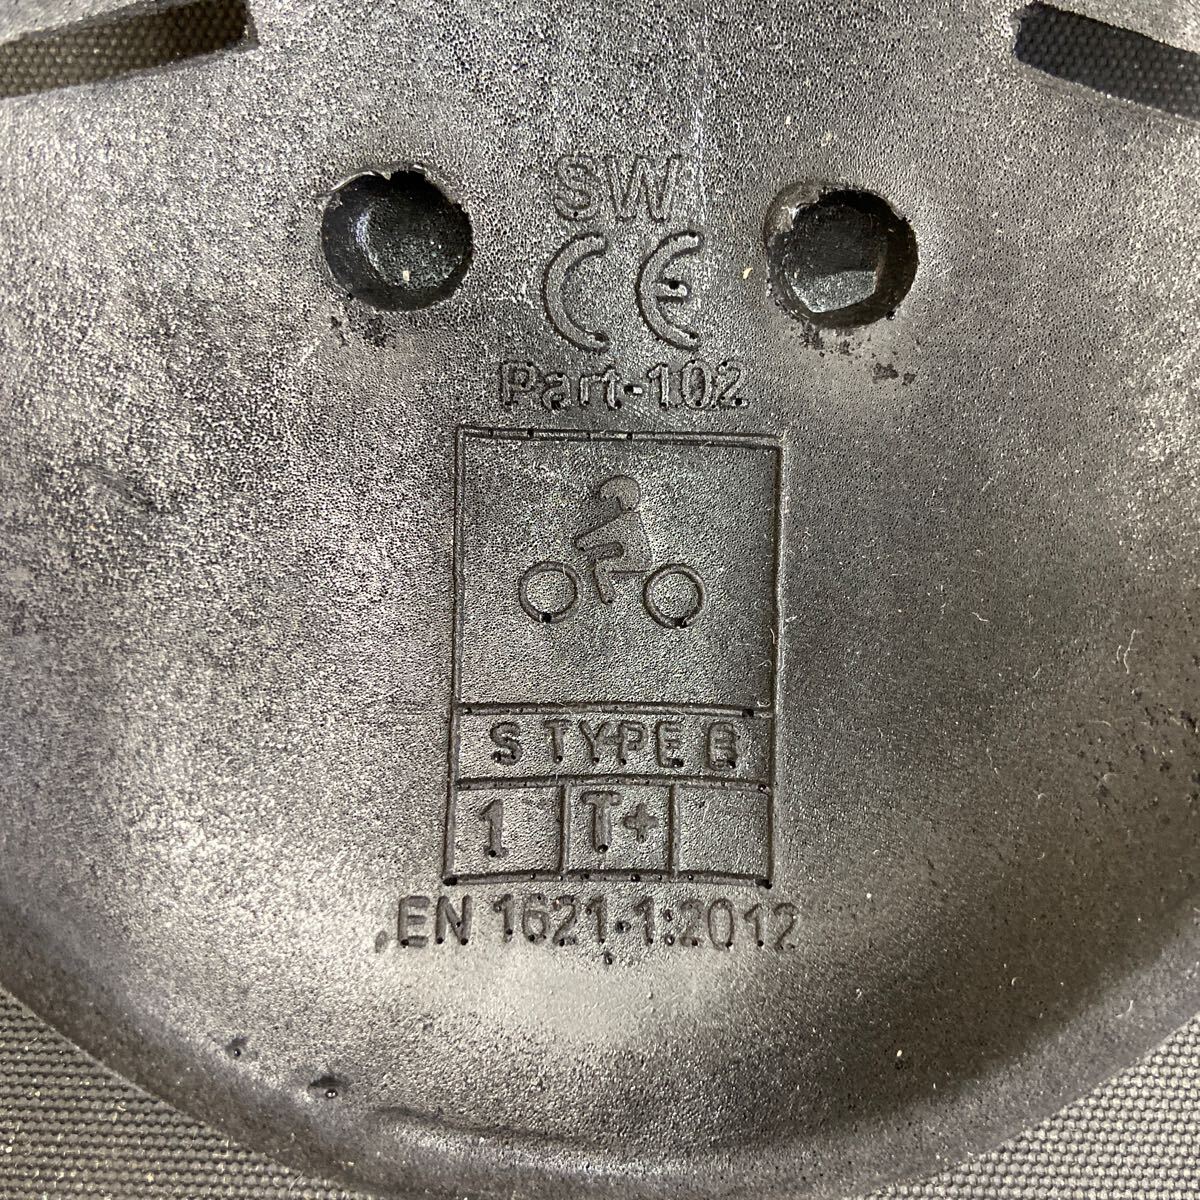 SW
CE
Part-102
S TYPE B
1 T+
EN 1621-1:2012